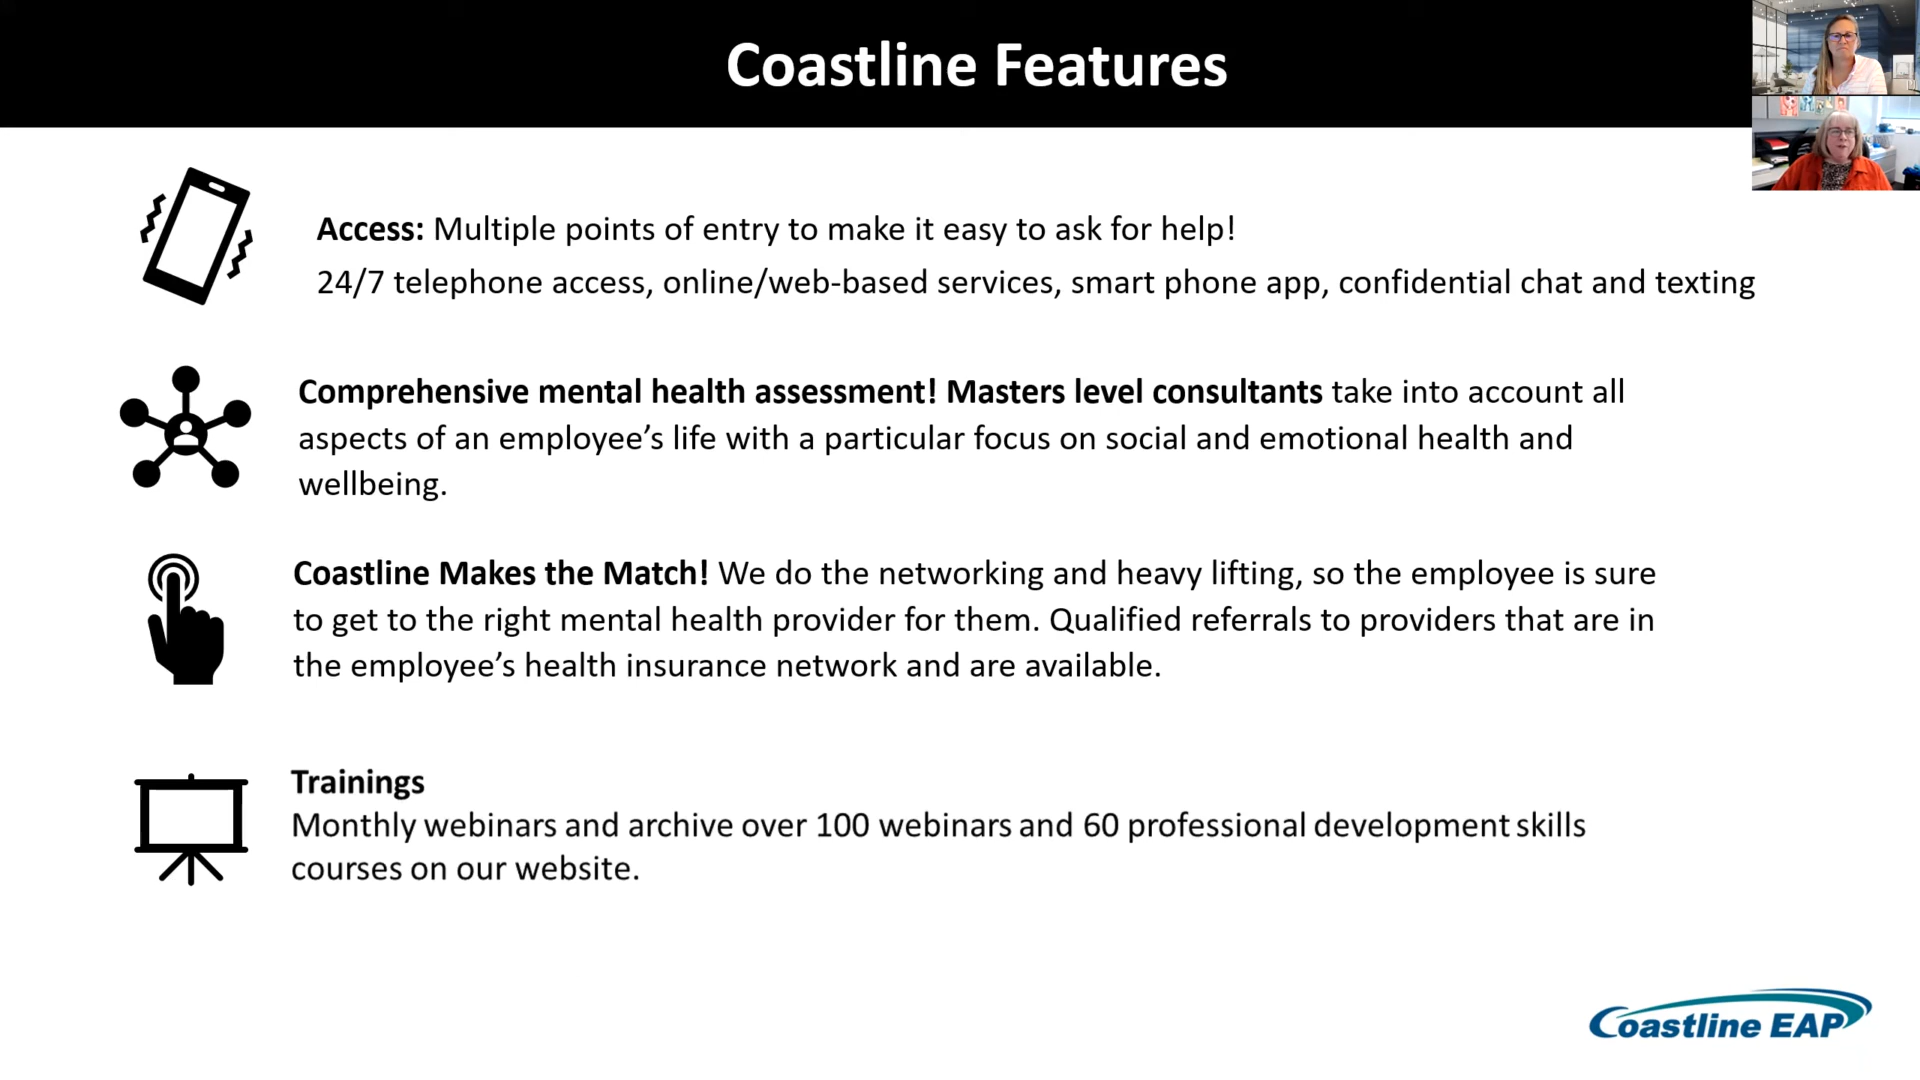 Coastline Features
Access: Multiple points of entry to make it easy to ask for help!
24/7 telephone access, online/web-based services, smart phone app, confidential chat and texting
Comprehensive mental health assessment! Masters level consultants take into account all
aspects of an employee’s life with a particular focus on social and emotional health and
wellbeing.
Coastline Makes the Match! We do the networking and heavy lifting, so the employee is sure
to get to the right mental health provider for them. Qualified referrals to providers that are in
the employee’s health insurance network and are available.
Trainings
Monthly webinars and archive over 100 webinars and 60 professional development skills
courses on our website.
Coastline EAP